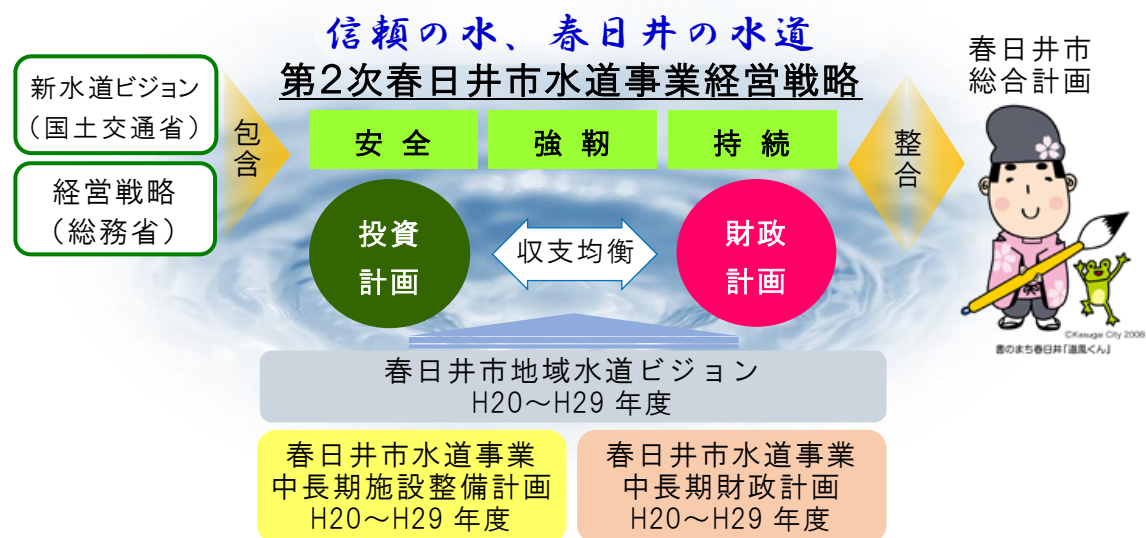 信頼の水、春日井の水道
第2次春日井市水道事業経営戦略
新水道ビジョン
（国土交通省）
経営戦略
（総務省）
包含
安全
強靭
持続
整合
春日井市
総合計画
投資
計画
収支均衡
財政
計画
©Kasugai City 2008
書のまち春日井「道風くん」
春日井市地域水道ビジョン
H20～H29 年度
春日井市水道事業
中長期施設整備計画
H20～H29 年度
春日井市水道事業
中長期財政計画
H20～H29 年度